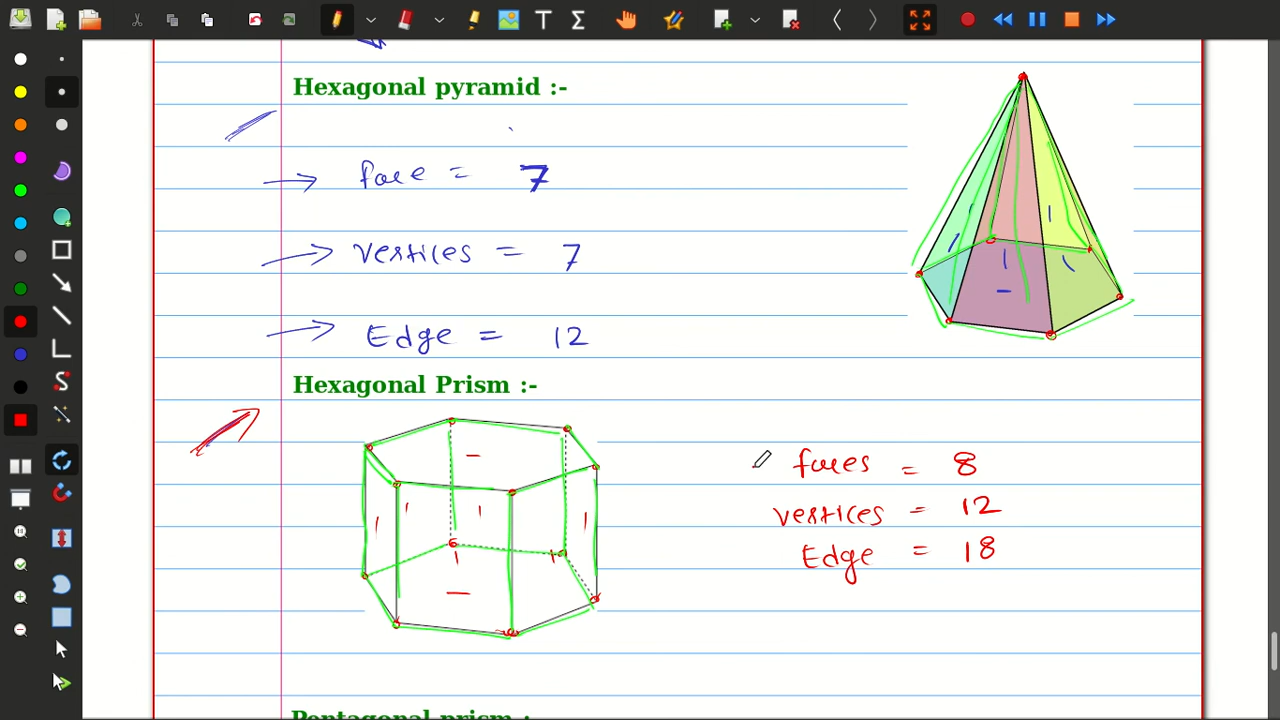 Hexagonal pyramid :-
face = 7
vertices = 7
Edge = 12
Hexagonal Prism :-
faces = 8
vertices = 12
Edge = 18
Pentagonal prism :-